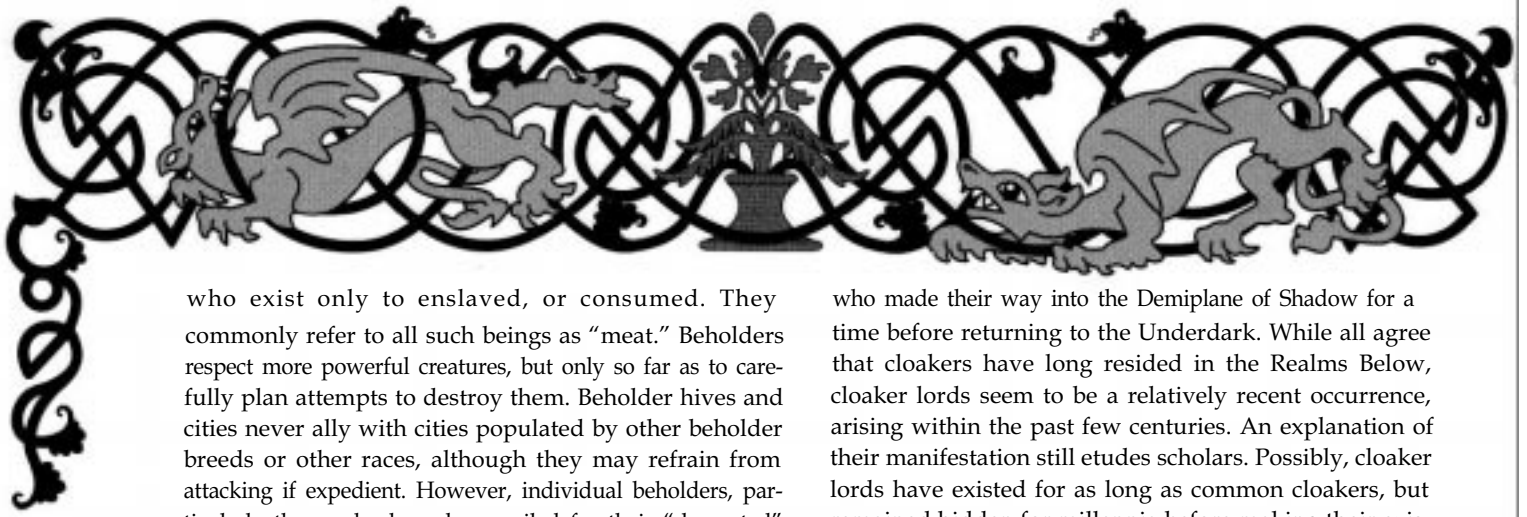 who exist only to enslaved, or consumed. They
commonly refer to all such beings as “meat.” Beholders
respect more powerful creatures, but only so far as to care-
fully plan attempts to destroy them. Beholder hives and
cities never ally with cities populated by other beholder
breeds or other races, although they may refrain from
attacking if expedient. However, individual beholders, par-
who made their way into the Demiplane of Shadow for a
time before returning to the Underdark. While all agree
that cloakers have long resided in the Realms Below,
cloaker lords seem to be a relatively recent occurrence,
arising within the past few centuries. An explanation of
their manifestation still etudes scholars. Possibly, cloaker
lords have existed for as long as common cloakers, but